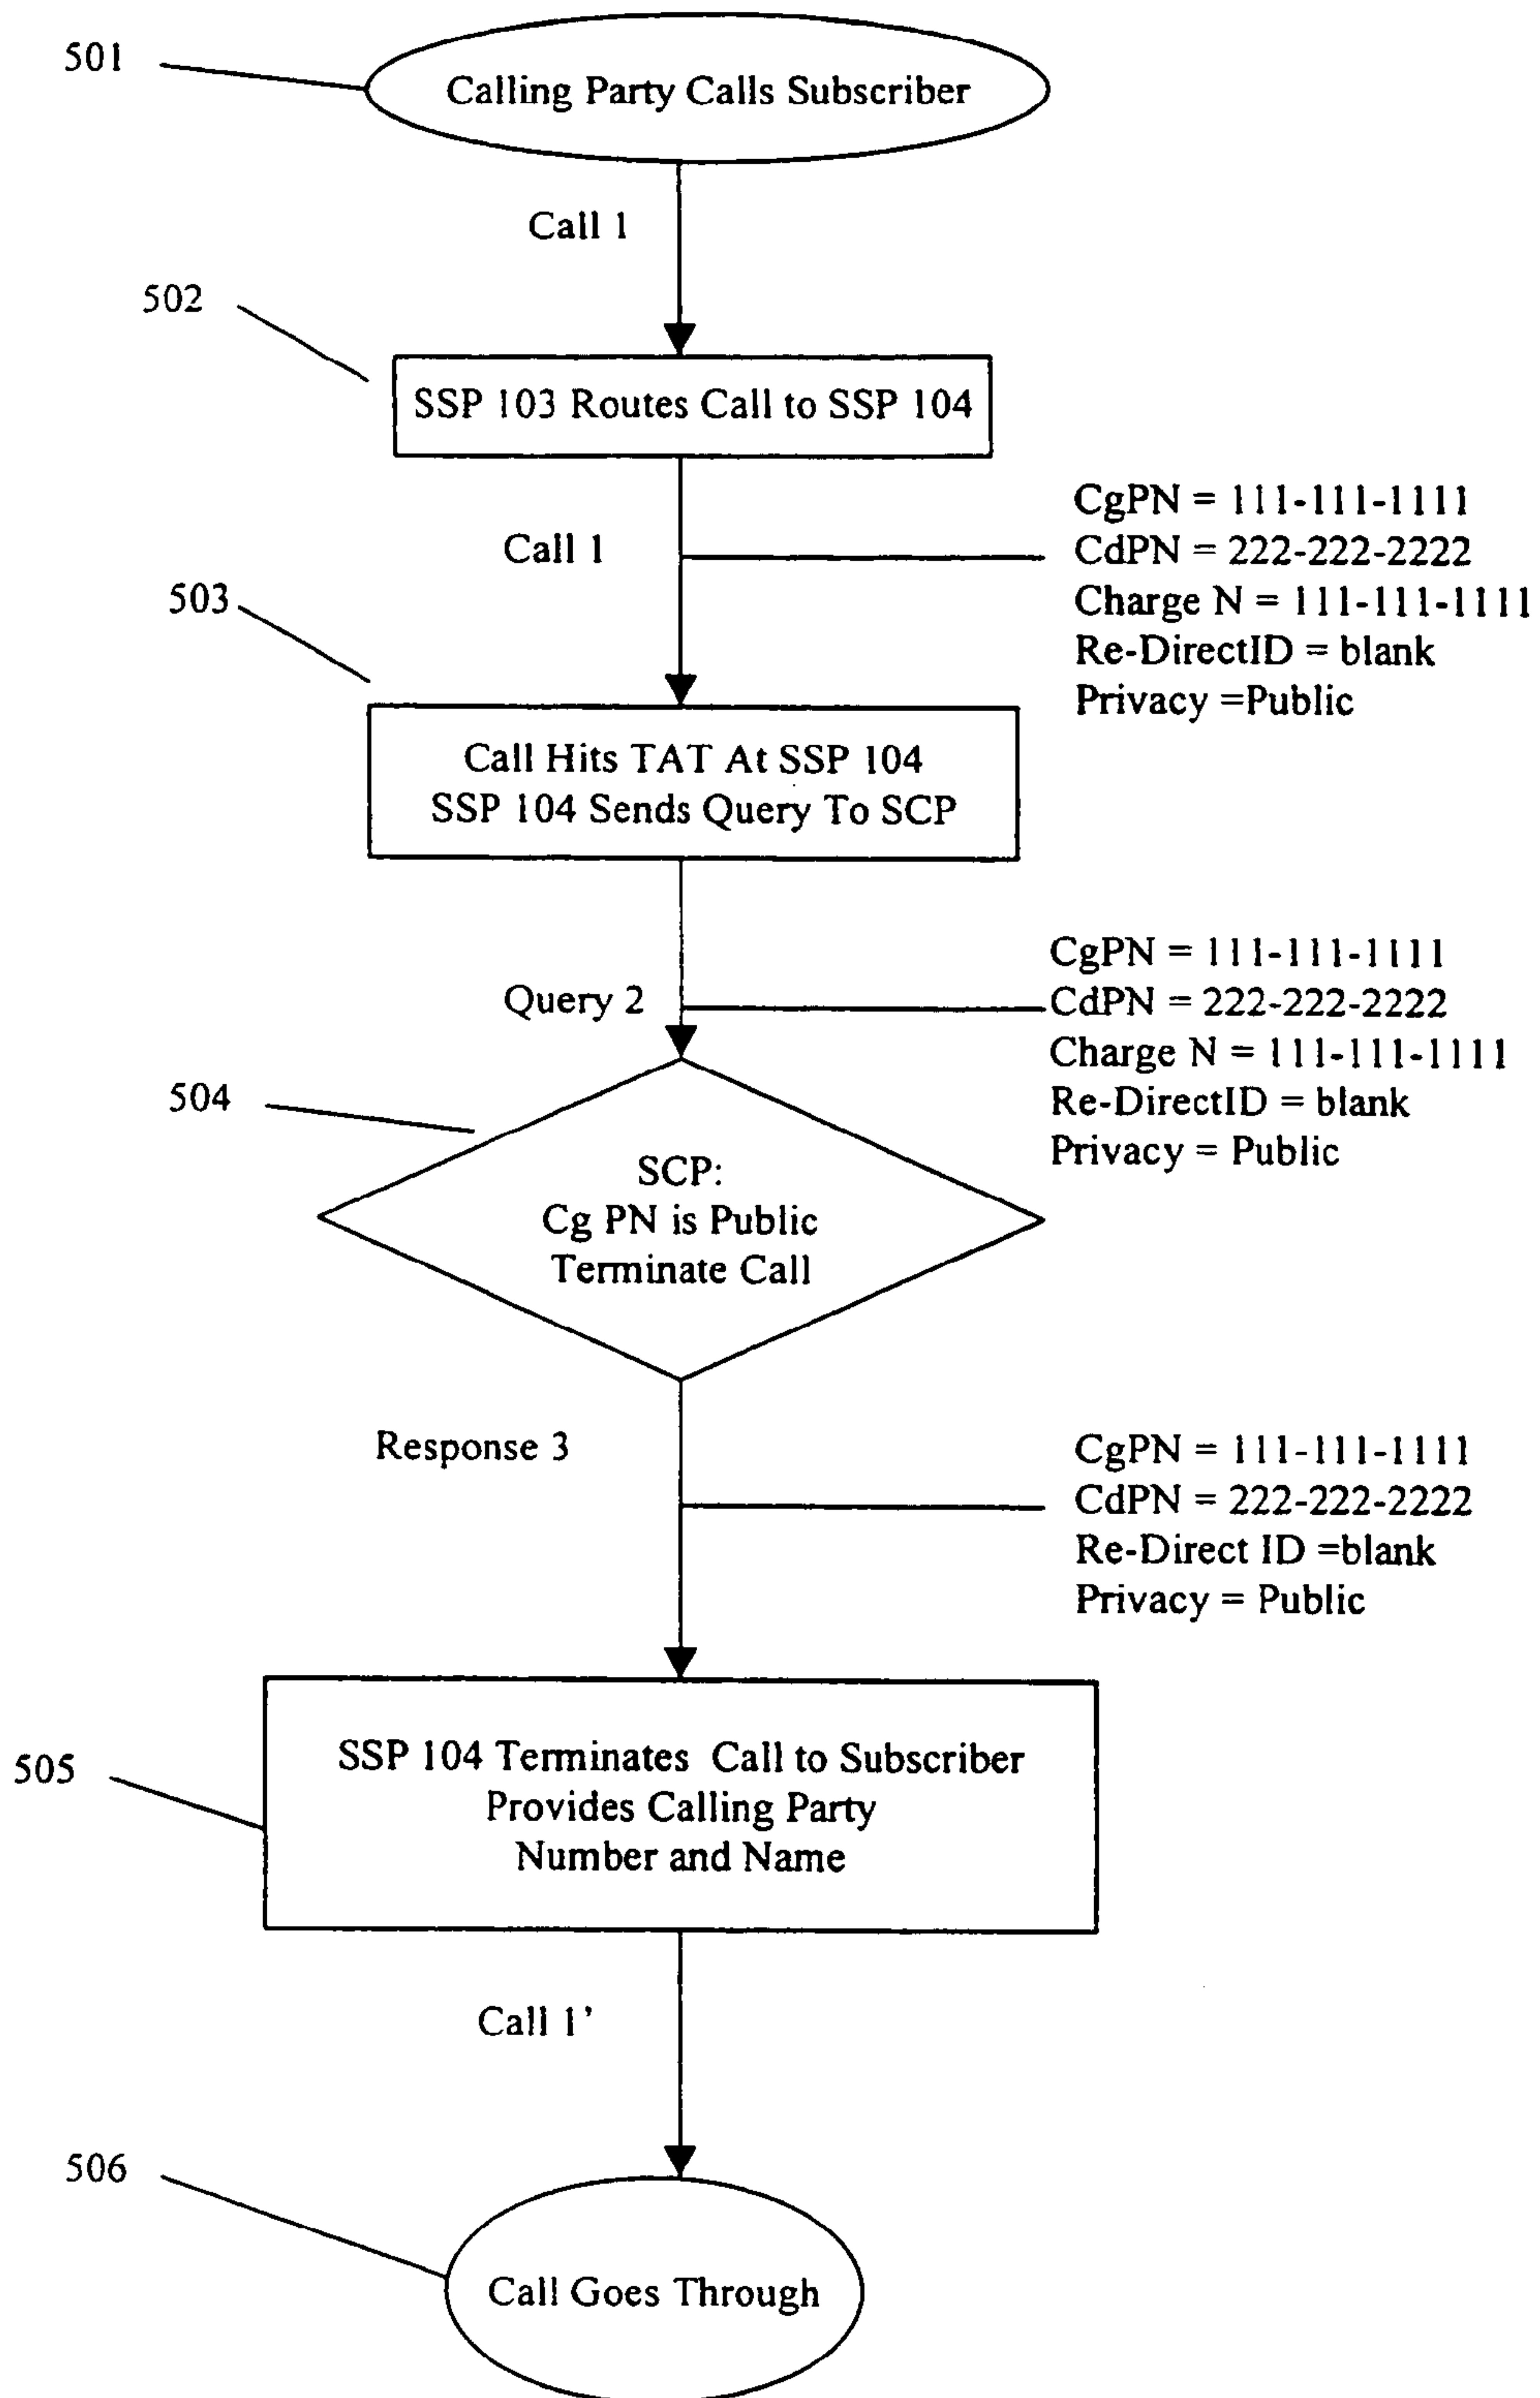 501
Calling Party Calls Subscriber
Call 1
502
SSP 103 Routes Call to SSP 104
CgPN = 111-111-1111
CdPN = 222-222-2222
Charge N = 111-111-1111
Re-DirectID = blank
Privacy =Public
Call 1
503
Call Hits TAT At SSP 104
SSP 104 Sends Query To SCP
CgPN = 111-111-1111
CdPN = 222-222-2222
Charge N = 111-111-1111
Re-DirectID = blank
Privacy = Public
Query 2
504
SCP:
Cg PN is Public
Terminate Call
Response 3
CgPN = 111-111-1111
CdPN = 222-222-2222
Re-Direct ID =blank
Privacy = Public
505
SSP 104 Terminates Call to Subscriber
Provides Calling Party
Number and Name
Call 1'
506
Call Goes Through